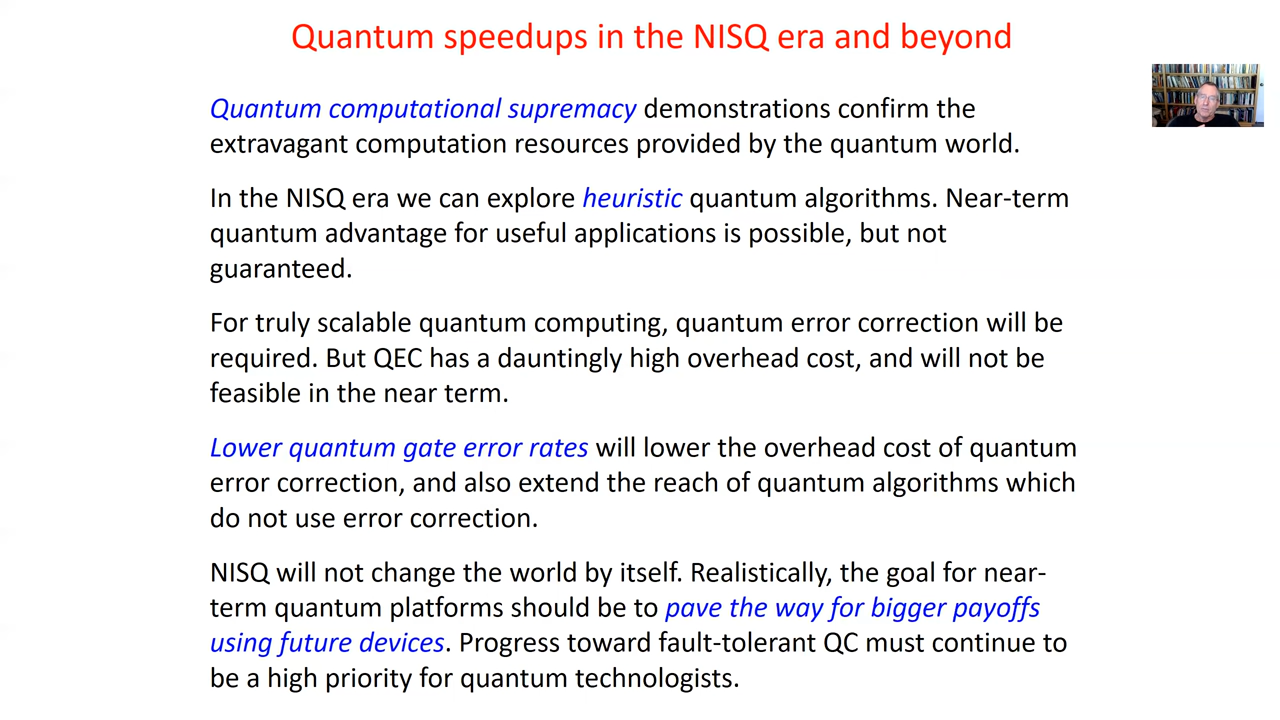 Quantum speedups in the NISQ era and beyond
Quantum computational supremacy demonstrations confirm the
extravagant computation resources provided by the quantum world.
In the NISQ era we can explore heuristic quantum algorithms. Near-term
quantum advantage for useful applications is possible, but not
guaranteed.
For truly scalable quantum computing, quantum error correction will be
required. But QEC has a dauntingly high overhead cost, and will not be
feasible in the near term.
Lower quantum gate error rates will lower the overhead cost of quantum
error correction, and also extend the reach of quantum algorithms which
do not use error correction.
NISQ will not change the world by itself. Realistically, the goal for near-
term quantum platforms should be to pave the way for bigger payoffs
using future devices. Progress toward fault-tolerant QC must continue to
be a high priority for quantum technologists.